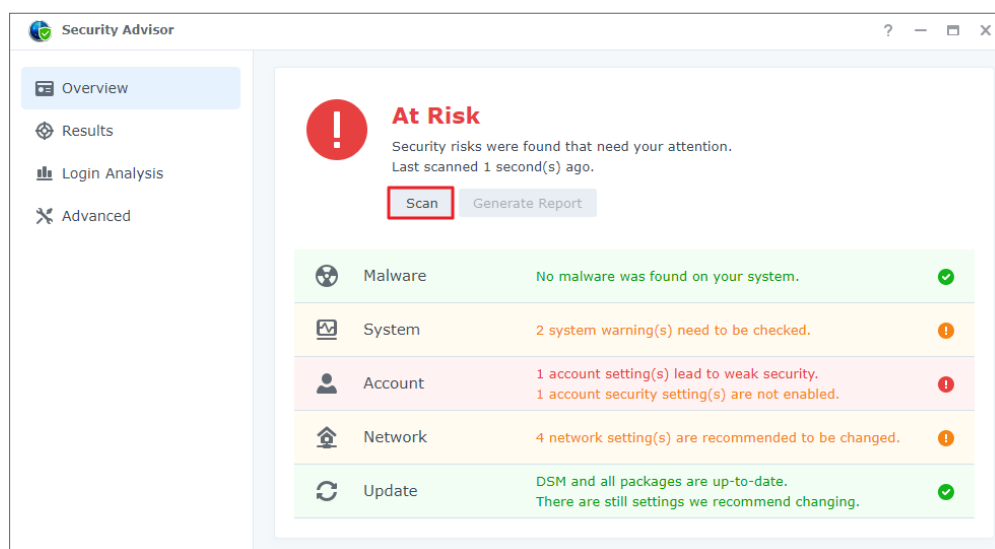 Security Advisor
?
Overview
Results
Login Analysis
Advanced
At Risk
Security risks were found that need your attention.
Last scanned 1 second(s) ago.
Scan Generate Report
Malware No malware was found on your system.
System 2 system warning(s) need to be checked.
Account 1 account setting(s) lead to weak security.
1 account security setting(s) are not enabled.
Network 4 network setting(s) are recommended to be changed.
Update DSM and all packages are up-to-date.
There are still settings we recommend changing.